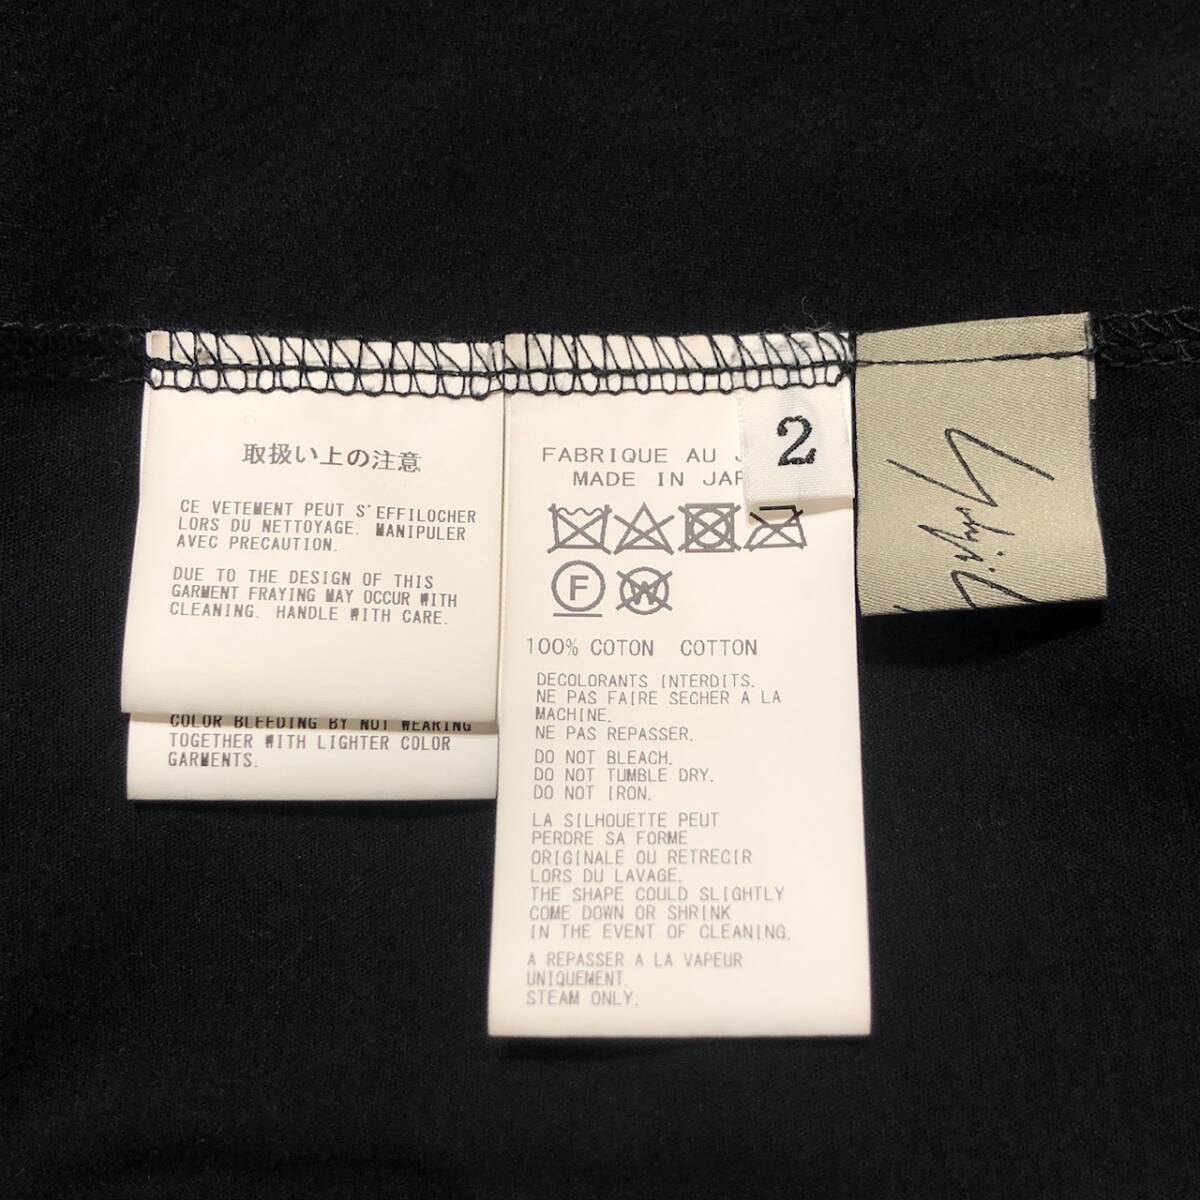 取扱い上の注意
CE VETEMENT PEUT S'EFFILOCHER
LORS DU NETTOYAGE. MANIPULER
AVEC PRECAUTION.
DUE TO THE DESIGN OF THIS
GARMENT FRAYING MAY OCCUR WITH
CLEANING. HANDLE WITH CARE.
COLOR BLEEDING BY NOT WEARING
TOGETHER WITH LIGHTER COLOR
GARMENTS.
FABRIQUE AU
MADE IN
F
W
100% COTON COTTON
DECOLORANTS INTERDITS.
NE PAS FAIRE SECHER A LA
MACHINE.
NE PAS REPASSER.
DO NOT BLEACH.
DO NOT TUMBLE DRY.
DO NOT IRON.
LA SILHOUETTE PEUT
PERDRE SA FORME
ORIGINALE OU RETRECIR
LORS DU LAVAGE.
THE SHAPE COULD SLIGHTLY
COME DOWN OR SHRINK
IN THE EVENT OF CLEANING.
A REPASSER A LA VAPEUR
UNIQUEMENT.
STEAM ONLY.
2